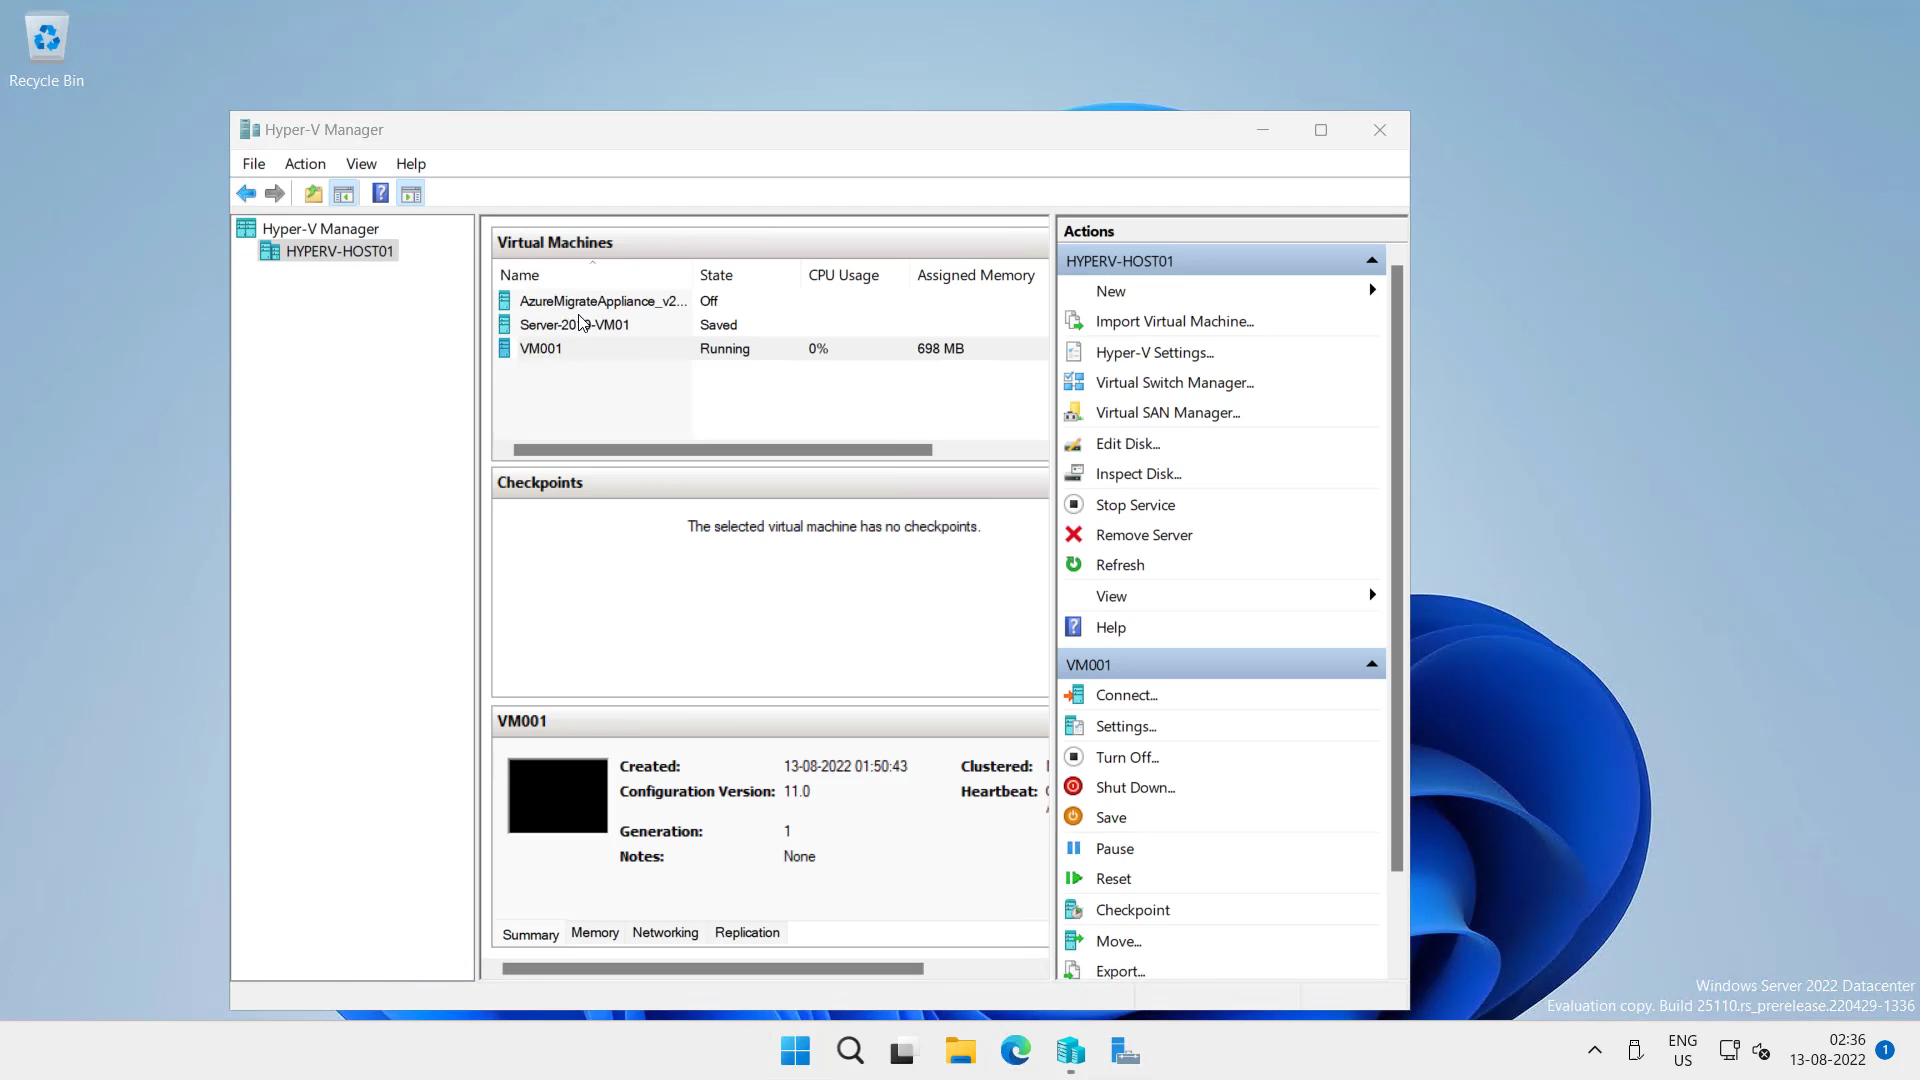 Recycle Bin
Hyper-V Manager
File Action View Help
Hyper-V Manager
HYPERV-HOST01
Virtual Machines
Name State CPU Usage Assigned Memory
AzureMigrateAppliance_v2... Off
Server-2019-VM01 Saved
VM001 Running 0% 698 MB
Checkpoints
The selected virtual machine has no checkpoints.
VM001
Created: 13-08-2022 01:50:43 Clustered:
Configuration Version: 11.0 Heartbeat:
Generation: 1
Notes: None
Summary Memory Networking Replication
Actions
HYPERV-HOST01
New
Import Virtual Machine...
Hyper-V Settings...
Virtual Switch Manager...
Virtual SAN Manager...
Edit Disk...
Inspect Disk...
Stop Service
Remove Server
Refresh
View
Help
VM001
Connect...
Settings...
Turn Off...
Shut Down...
Save
Pause
Reset
Checkpoint
Move...
Export...
Windows Server 2022 Datacenter
Evaluation copy. Build 25110.rs_prerelease.220429-1336
ENG
US
02:36
13-08-2022
1